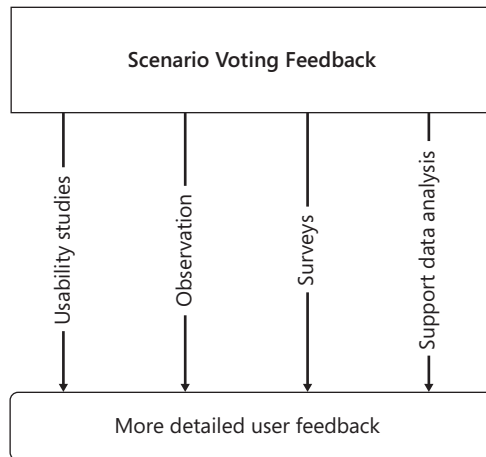 Scenario Voting Feedback
Usability studies
Observation
Surveys
Support data analysis
More detailed user feedback